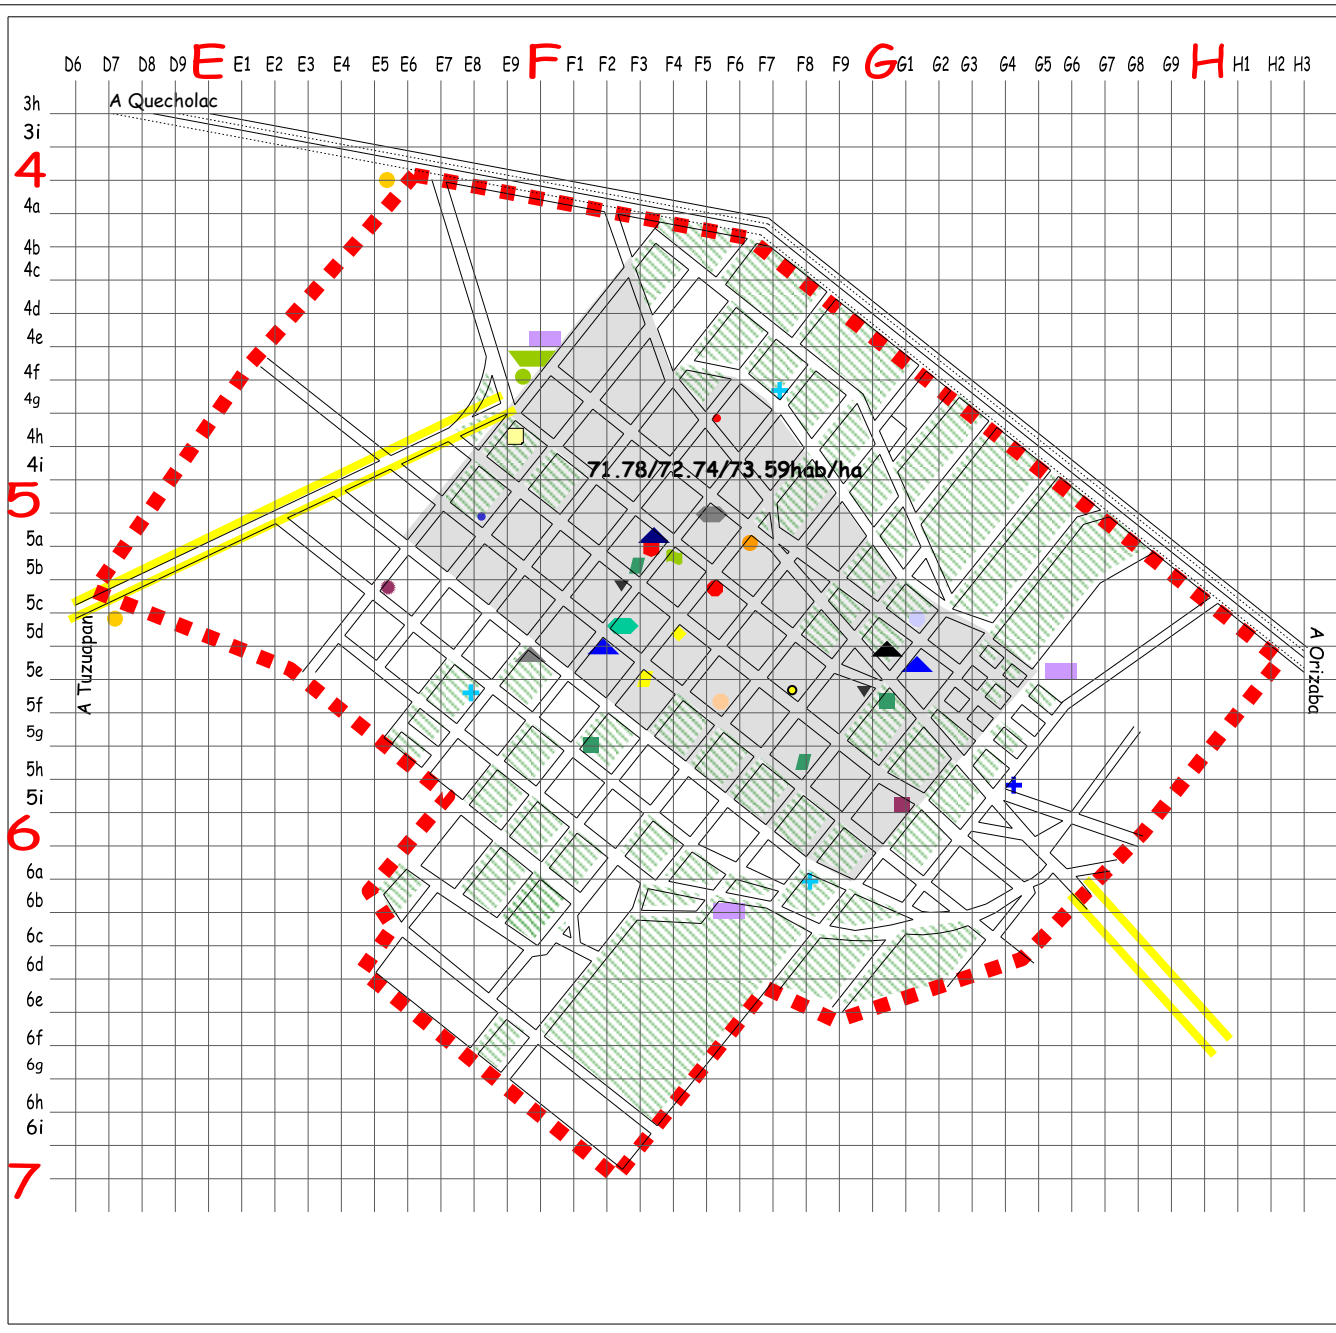 D6 D7 D8 D9 E E1 E2 E3 E4 E5 E6 E7 E8 E9 F F1 F2 F3 F4 F5 F6 F7 F8 F9 G G1 G2 G3 G4 G5 G6 G7 G8 G9 H H1 H2 H3
3h
A Quecholac
3i
4
4a
4b
4c
4d
4e
4f
4g
4h
4i
71.78/72.74/73.59hab/ha
5
5a
5b
5c
5d
A Tuzuapan
A Orizaba
5e
5f
5g
5h
5i
6
6a
6b
6c
6d
6e
6f
6g
6h
6i
7